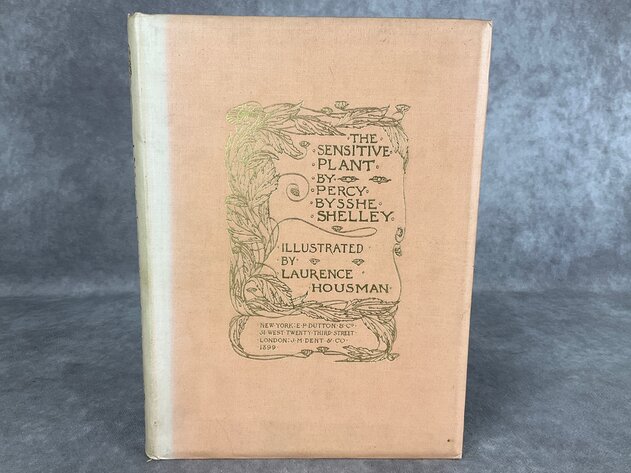 THE
SENSITIVE
PLANT
BY
PERCY
BYSSHE
SHELLEY
ILLUSTRATED
BY
LAURENCE
HOUSMAN
NEW·YORK: E·P·DUTTON & Cº
31 WEST·TWENTY·THIRD·STREET
LONDON: J·M·DENT & CO·
1899